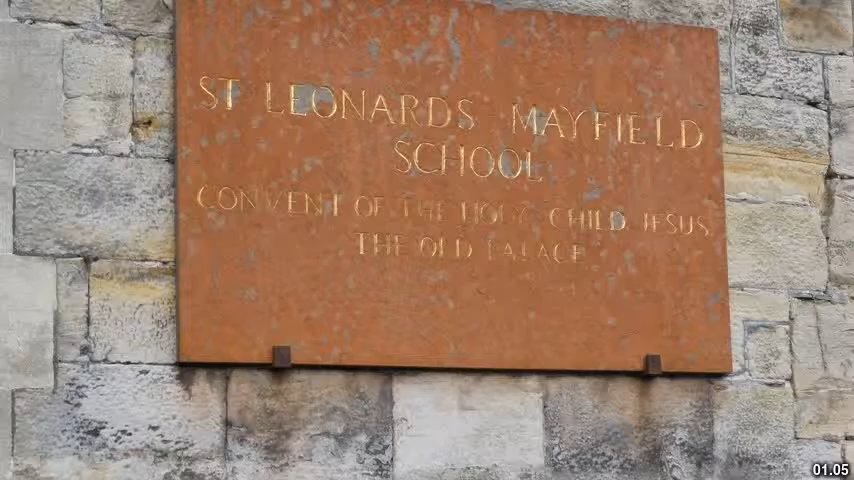 ST LEONARDS - MAYFIELD
SCHOOL
CONVENT OF THE HOLY CHILD JESUS
THE OLD PALACE
01.05